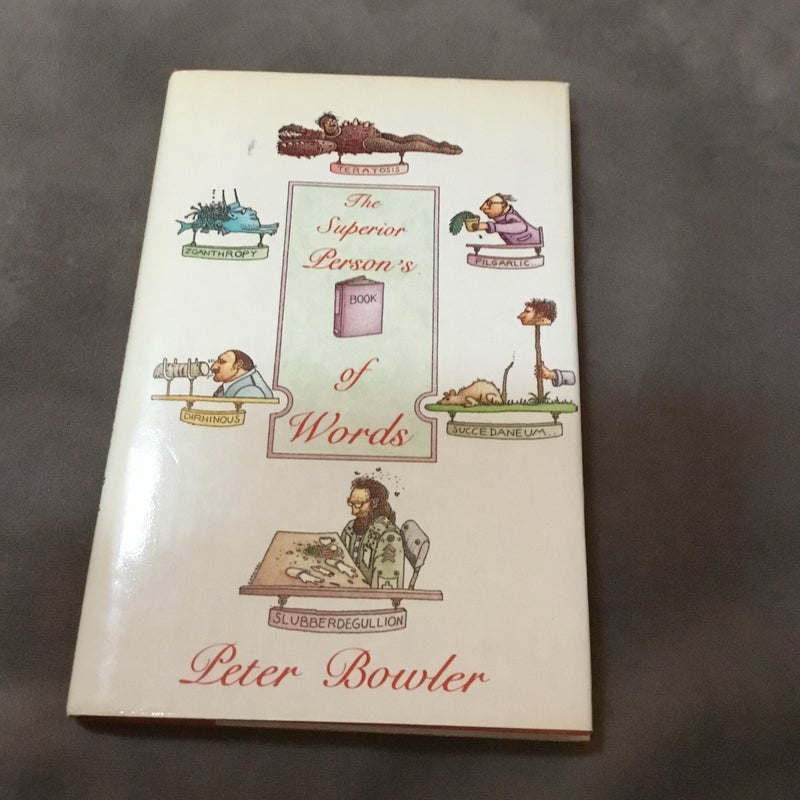 TERATOSIS
The
Superior
Person's
BOOK
of
Words
ZOANTHROPY
PILGARLIC...
DIRHINOUS
SUCCEDANEUM...
SLUBBERDEGULLION
Peter Bowler